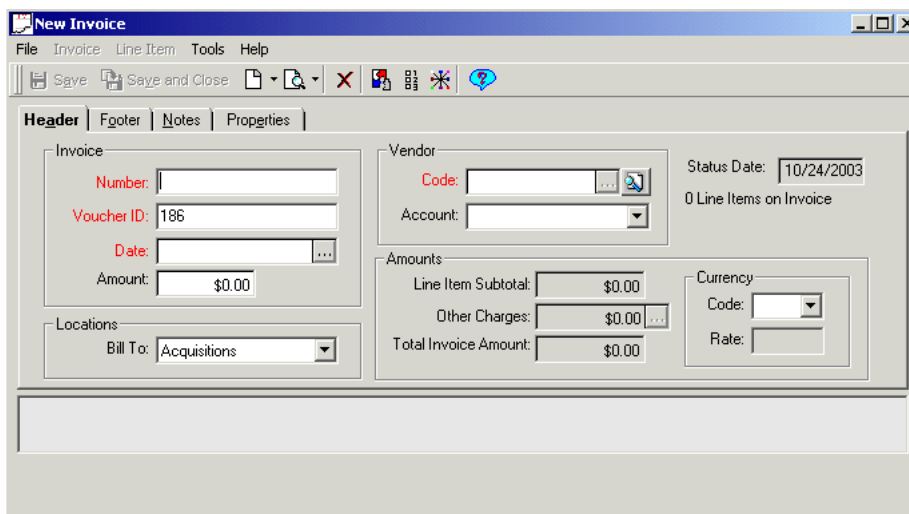 New Invoice
File Invoice Line Item Tools Help
Save Save and Close
Header Footer Notes Properties
Invoice
Number:
Voucher ID: 186
Date: ...
Amount: $0.00
Locations
Bill To: Acquisitions
Vendor
Code: ...
Account:
Status Date: 10/24/2003
0 Line Items on Invoice
Amounts
Line Item Subtotal: $0.00
Other Charges: $0.00 ...
Total Invoice Amount: $0.00
Currency
Code:
Rate: